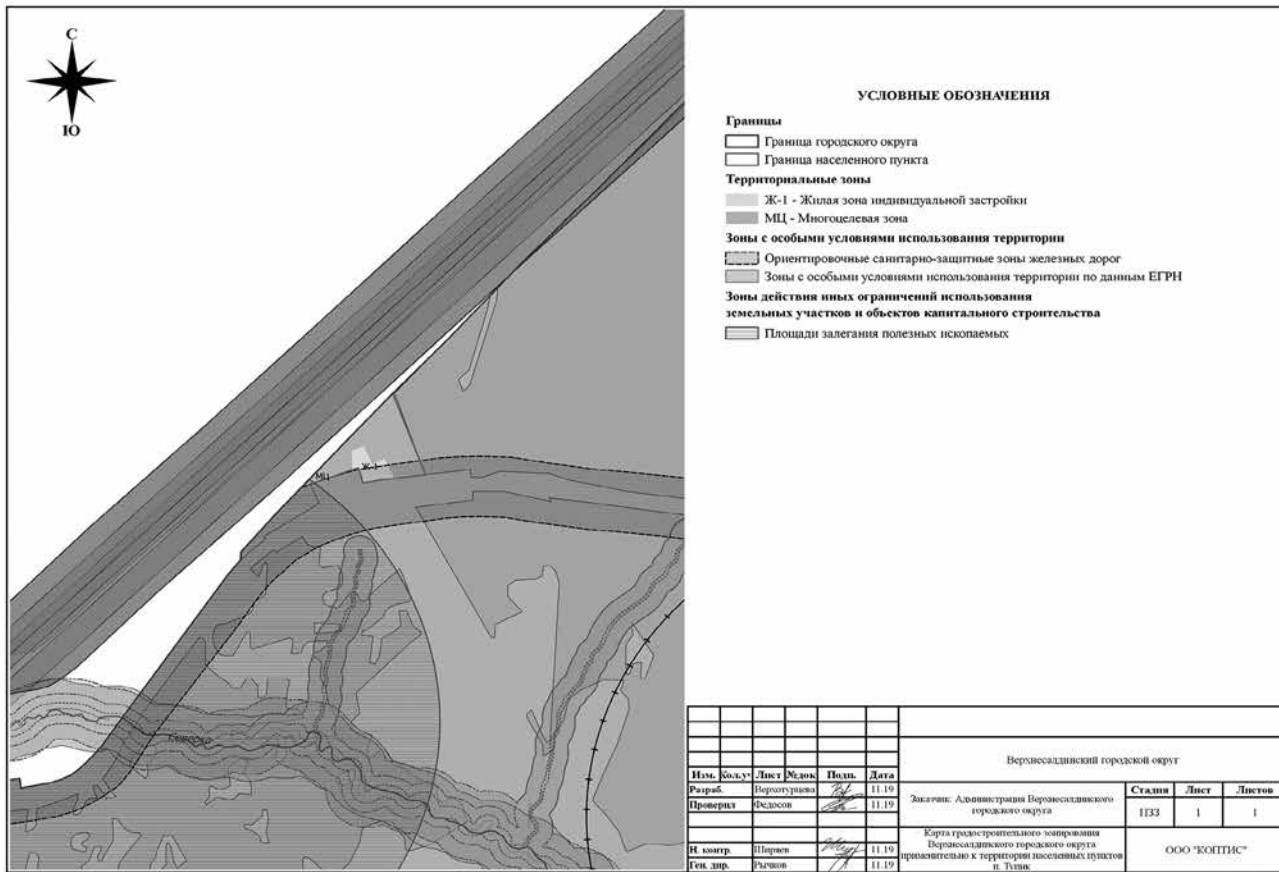 С
Ю
УСЛОВНЫЕ ОБОЗНАЧЕНИЯ
Границы
Граница городского округа
Граница населенного пункта
Территориальные зоны
Ж-1 - Жилая зона индивидуальной застройки
МЦ - Многоцелевая зона
Зоны с особыми условиями использования территории
Ориентировочные санитарно-защитные зоны железных дорог
Зоны с особыми условиями использования территории по данным ЕГРН
Зоны действия иных ограничений использования
земельных участков и объектов капитального строительства
Площади залегания полезных ископаемых
Ж-1
МЦ
Верхнесалдинский городской округ
Изм. Кол.уч Лист №док Подп. Дата
Разраб. Верхотурцева 11.19
Проверил Федосов 11.19
Заказчик: Администрация Верхнесалдинского
городского округа
Стадия Лист Листов
ПЗЗ 1 1
Н. контр. Ширяев 11.19
Ген. дир. Рычков 11.19
Карта градостроительного зонирования
Верхнесалдинского городского округа
применительно к территории населенных пунктов
п. Тупик
ООО "КОПТИС"